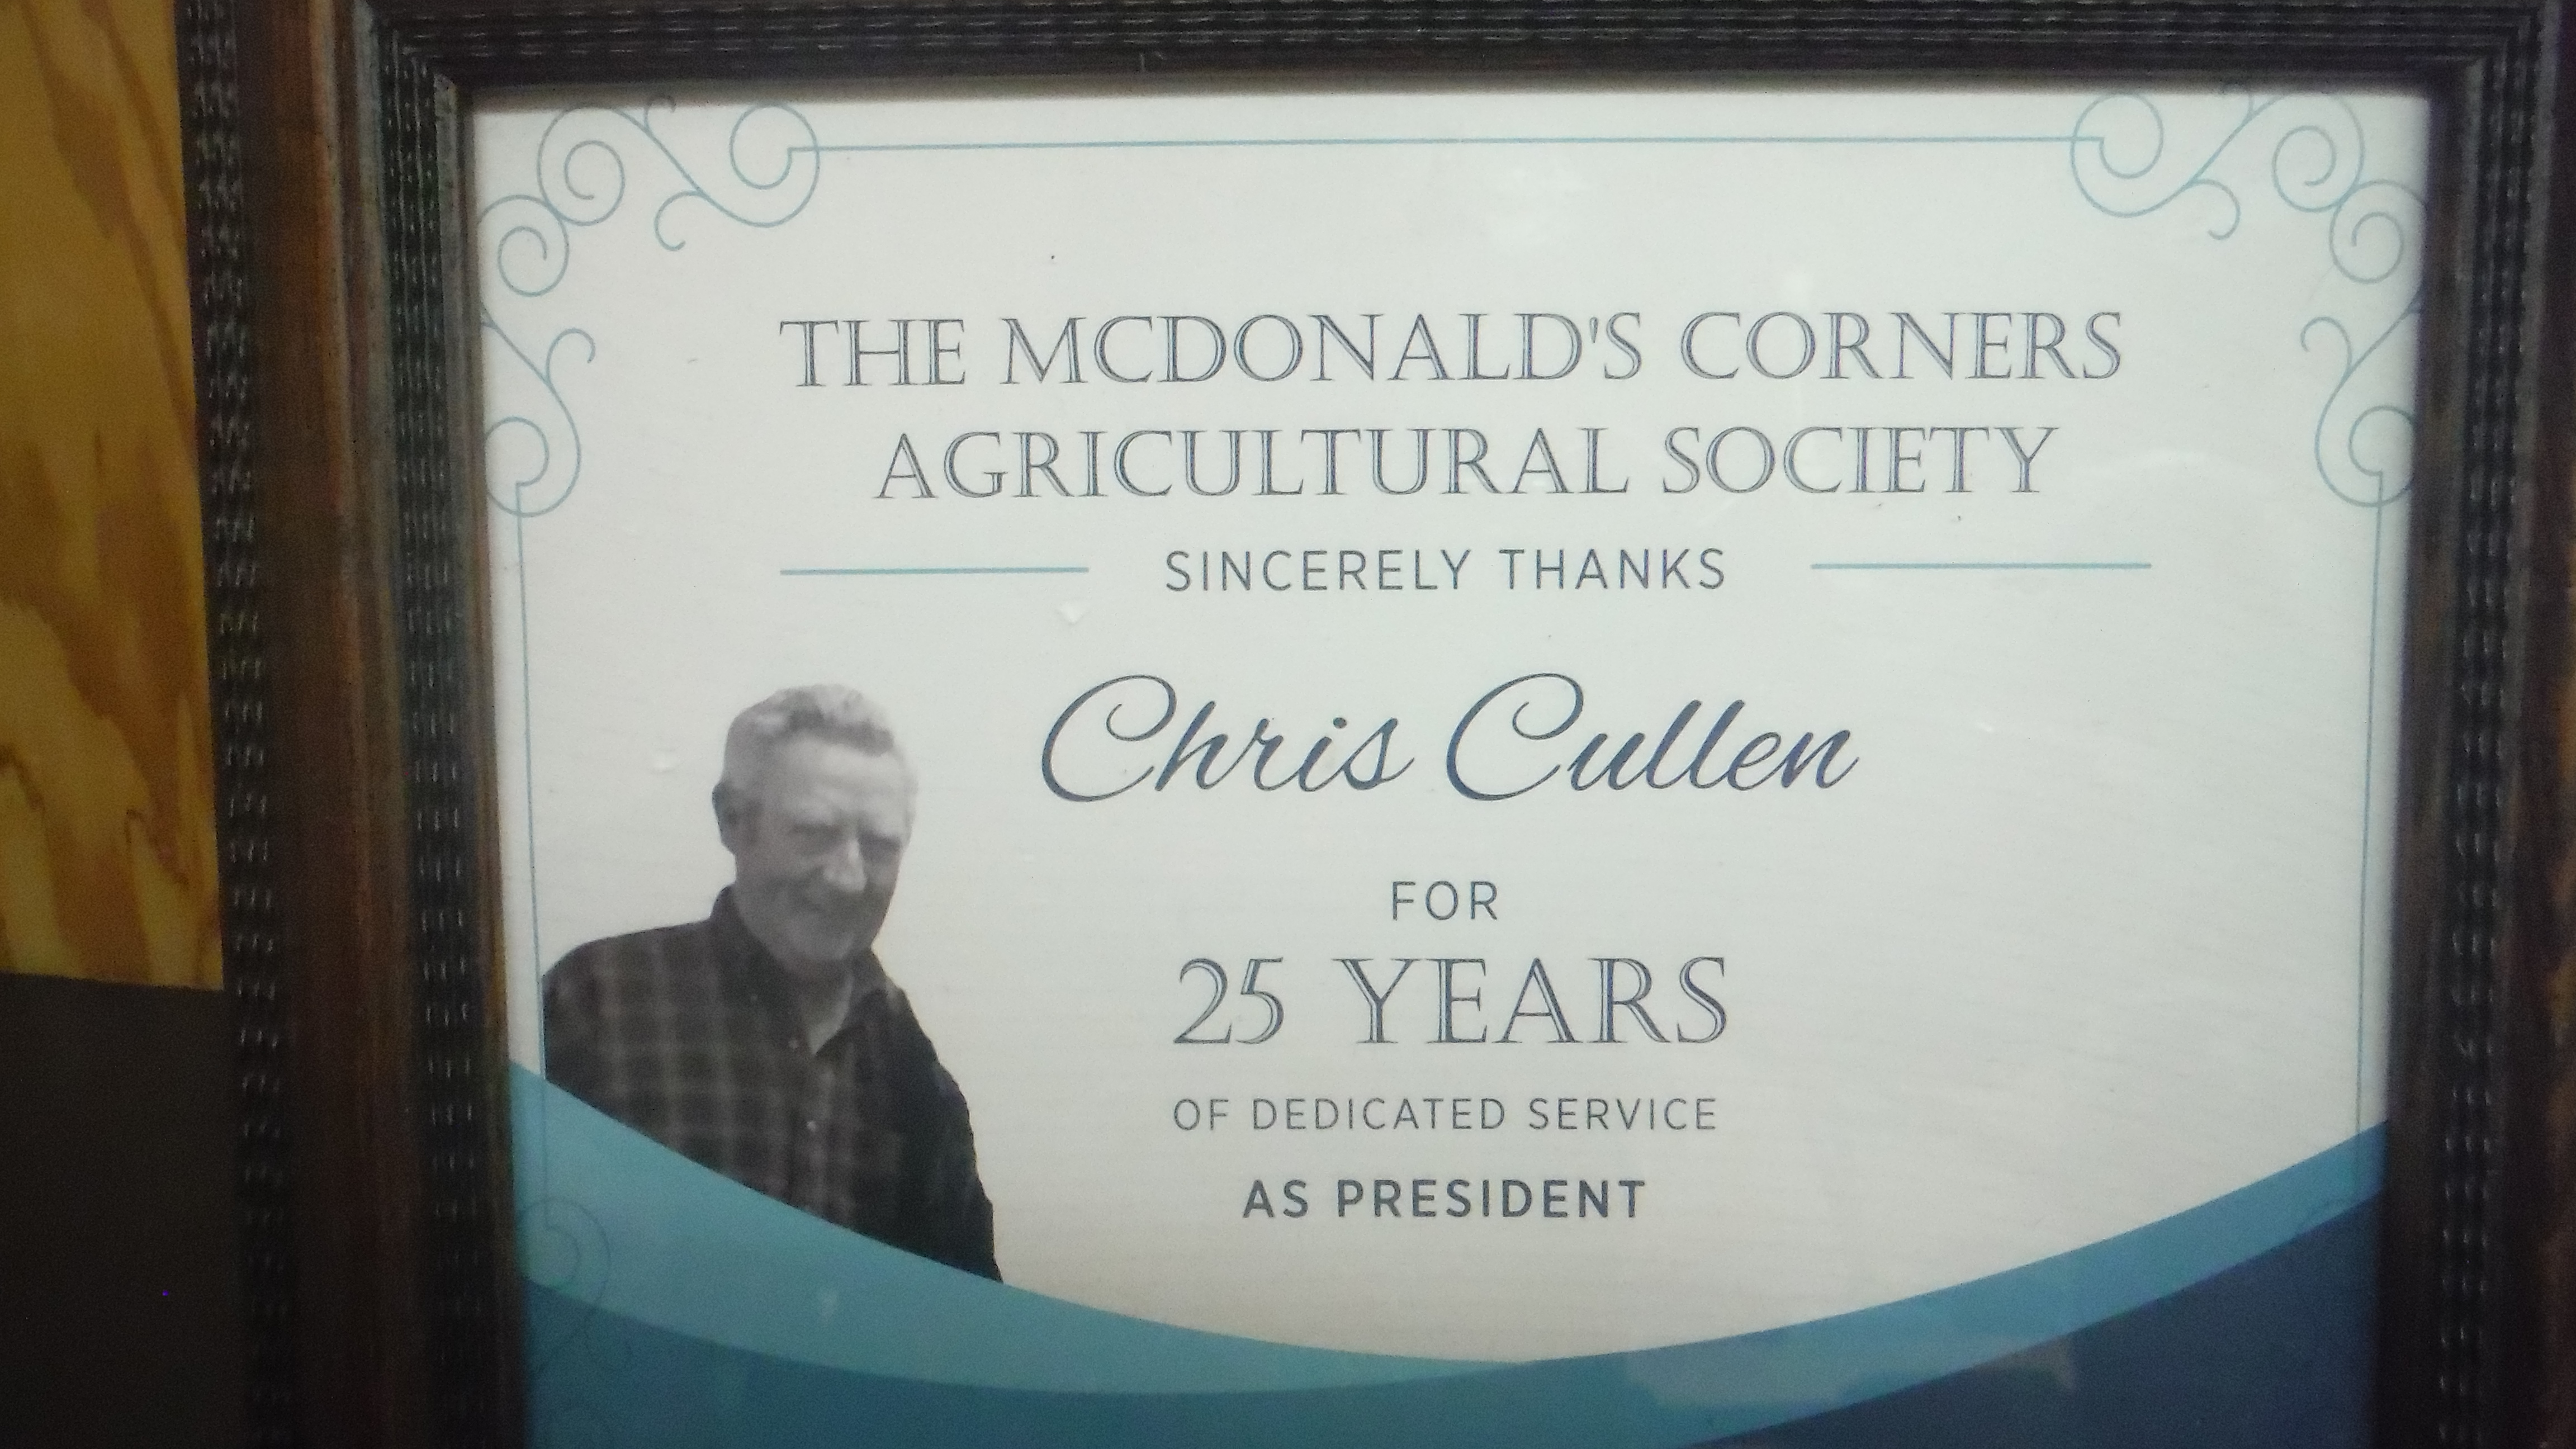 THE MCDONALD'S CORNERS
AGRICULTURAL SOCIETY
SINCERELY THANKS
Chris Cullen
FOR
25 YEARS
OF DEDICATED SERVICE
AS PRESIDENT